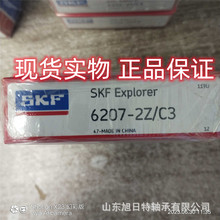 现货实物 正品保证
SKF
SKF Explorer
6207-2Z/C3
MADE IN CHINA
12
山东旭日特轴承有限公司